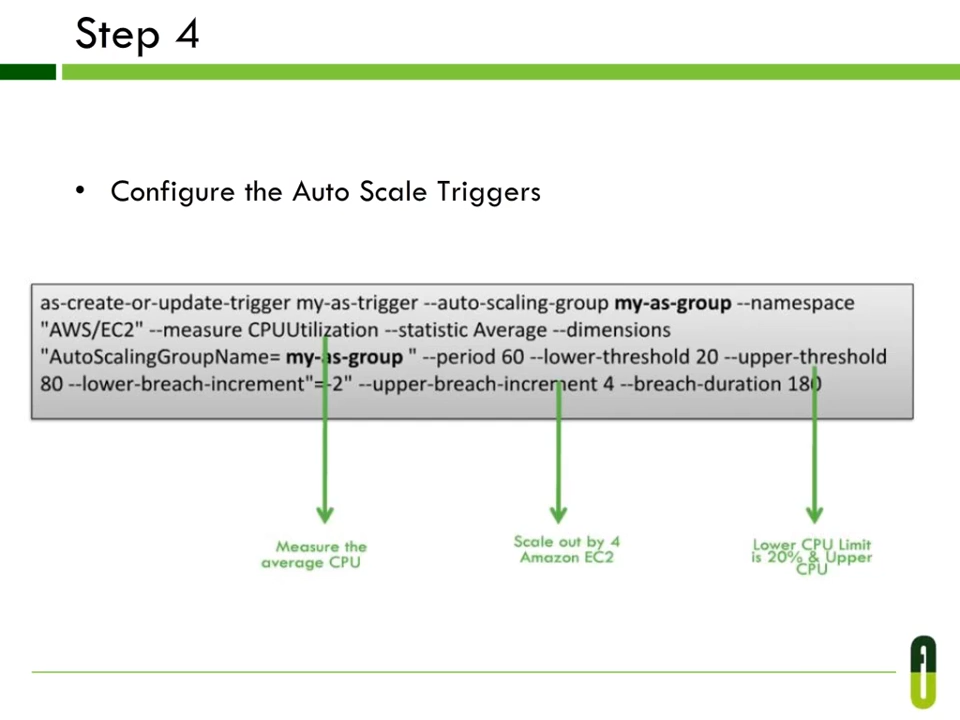 Step 4
• Configure the Auto Scale Triggers
as-create-or-update-trigger my-as-trigger --auto-scaling-group my-as-group --namespace
"AWS/EC2" --measure CPUUtilization --statistic Average --dimensions
"AutoScalingGroupName= my-as-group " --period 60 --lower-threshold 20 --upper-threshold
80 --lower-breach-increment"=-2" --upper-breach-increment 4 --breach-duration 180
Measure the
average CPU
Scale out by 4
Amazon EC2
Lower CPU Limit
is 20% & Upper
CPU